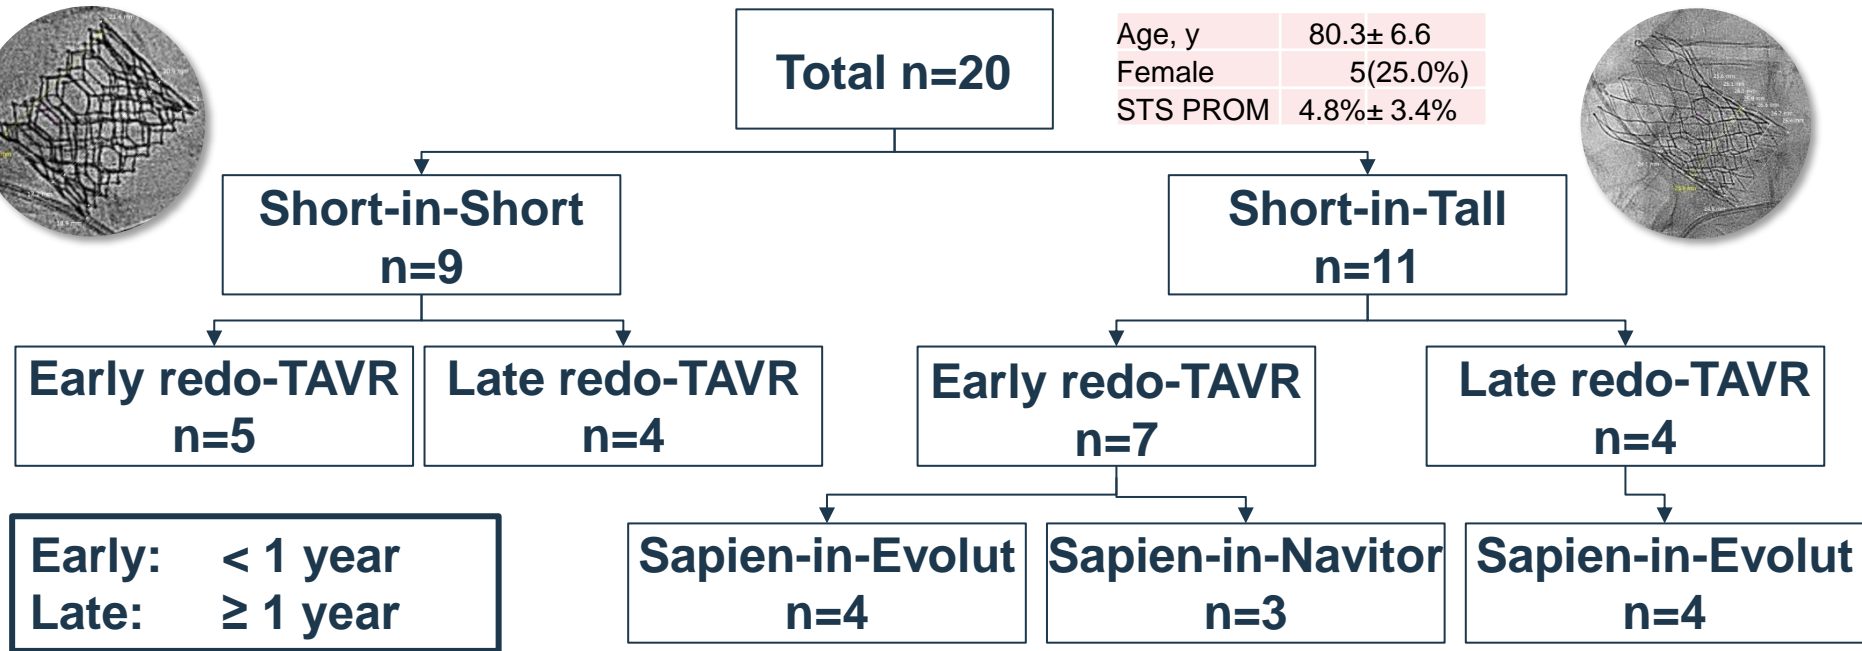 Total n=20
Age, y 80.3± 6.6
Female 5(25.0%)
STS PROM 4.8%± 3.4%
Short-in-Short
n=9
Short-in-Tall
n=11
Early redo-TAVR
n=5
Late redo-TAVR
n=4
Early redo-TAVR
n=7
Late redo-TAVR
n=4
Early: < 1 year
Late: ≥ 1 year
Sapien-in-Evolut
n=4
Sapien-in-Navitor
n=3
Sapien-in-Evolut
n=4